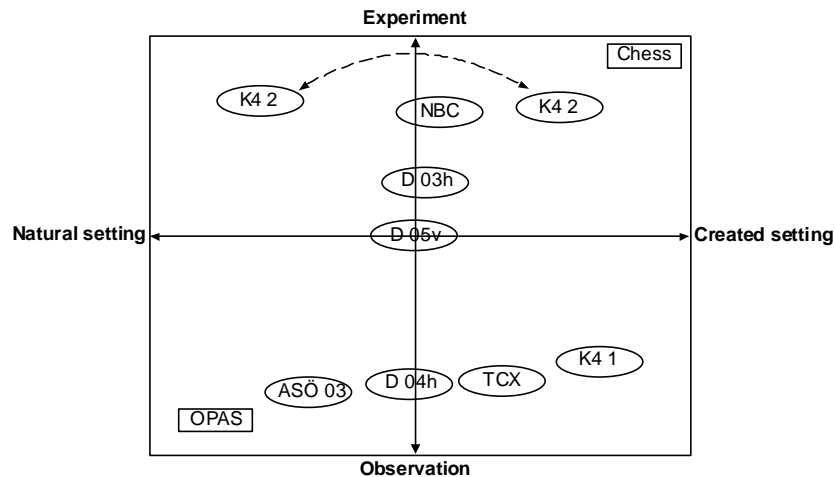 Experiment
Chess
K4 2
NBC
K4 2
D 03h
Natural setting
D 05v
Created setting
K4 1
ASÖ 03
D 04h
TCX
OPAS
Observation